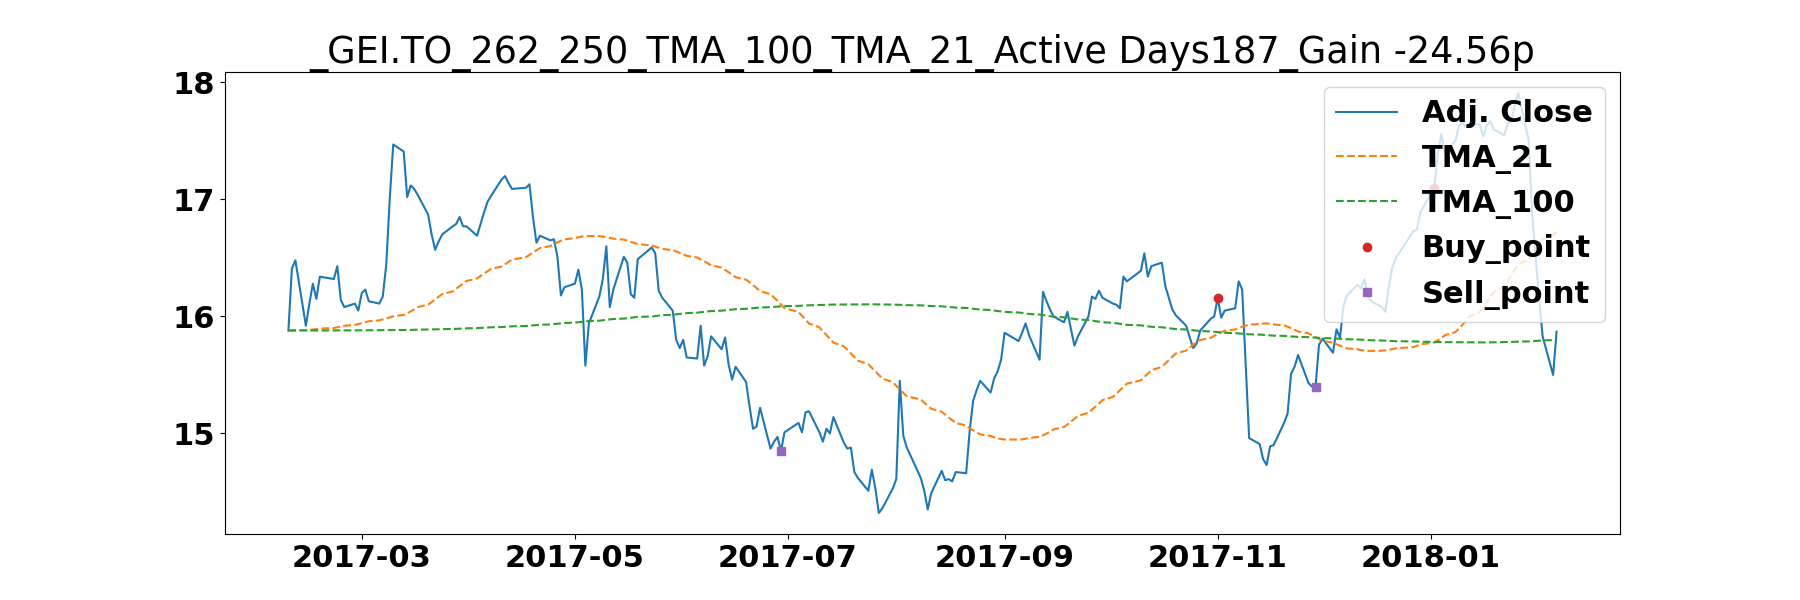 _GEI.TO_262_250_TMA_100_TMA_21_Active Days187_Gain -24.56p
18
17
16
15
Adj. Close
TMA_21
TMA_100
Buy_point
Sell_point
2017-03 2017-05 2017-07 2017-09 2017-11 2018-01